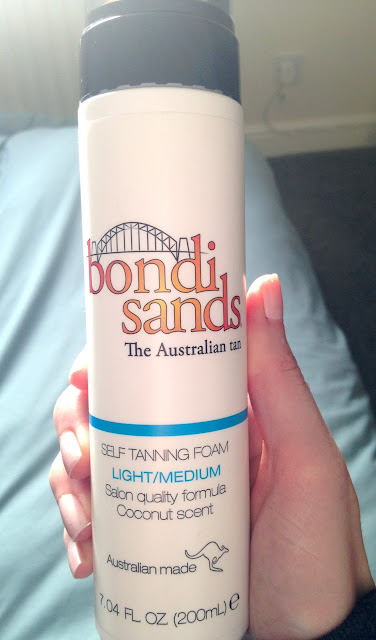 bondi
sands
The Australian tan
SELF TANNING FOAM
LIGHT/MEDIUM
Salon quality formula
Coconut scent
Australian made
7.04 FL OZ (200mL) ℮